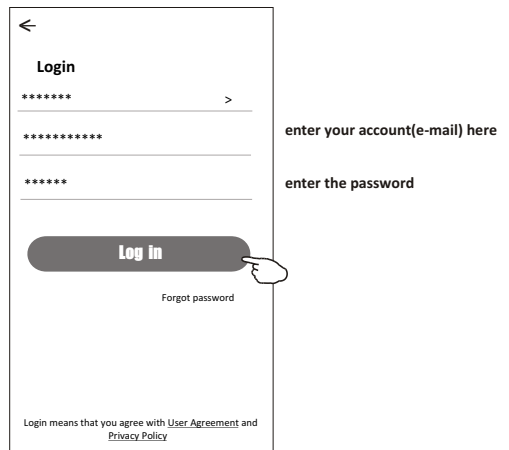 Login
******* >
***********
enter your account(e-mail) here
******
enter the password
Log in
Forgot password
Login means that you agree with User Agreement and
Privacy Policy